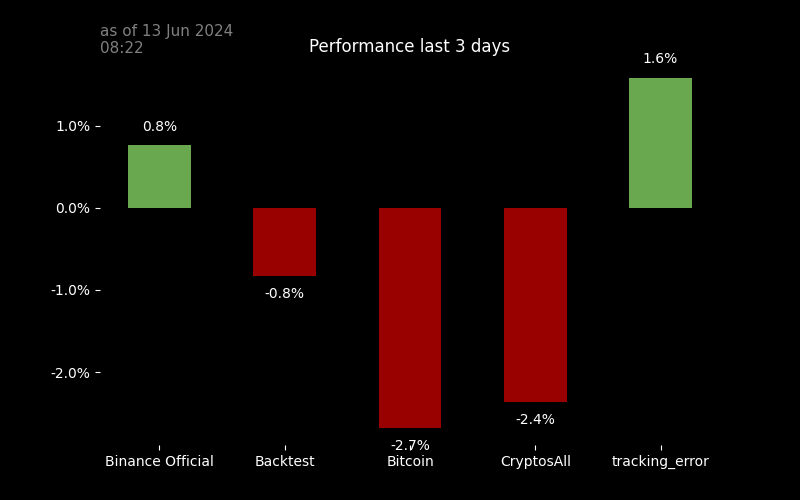 as of 13 Jun 2024
08:22
Performance last 3 days
1.6%
1.0%
0.8%
0.0%
-1.0%
-0.8%
-2.0%
-2.4%
-2.7%
Binance Official
Backtest
Bitcoin
CryptosAll
tracking_error